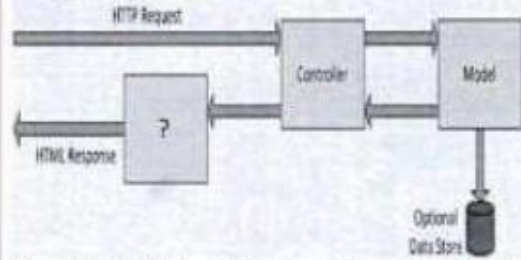 HTTP Request
Controller
Model
?
HTML Response
Optional
Data Store